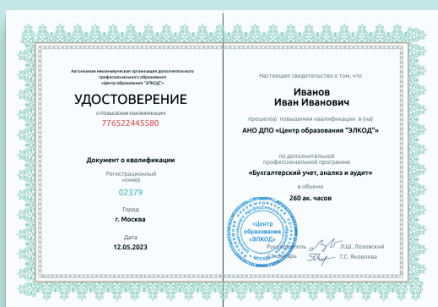 Автономная некоммерческая организация дополнительного
профессионального образования
«Центр образования "ЭЛКОД"»
УДОСТОВЕРЕНИЕ
о повышении квалификации
776522445580
Документ о квалификации
Регистрационный
номер
02379
Город
г. Москва
Дата
12.05.2023
Настоящее свидетельство о том, что
Иванов
Иван Иванович
прошел(а) повышения квалификации в (на)
АНО ДПО «Центр образования "ЭЛКОД"»
по дополнительной
профессиональной программе
«Бухгалтерский учет, анализ и аудит»
в объеме
260 ак. часов
«Центр
образования
«ЭЛКОД»
Руководитель Л.Ш. Лозовский
Г.С. Яковлева